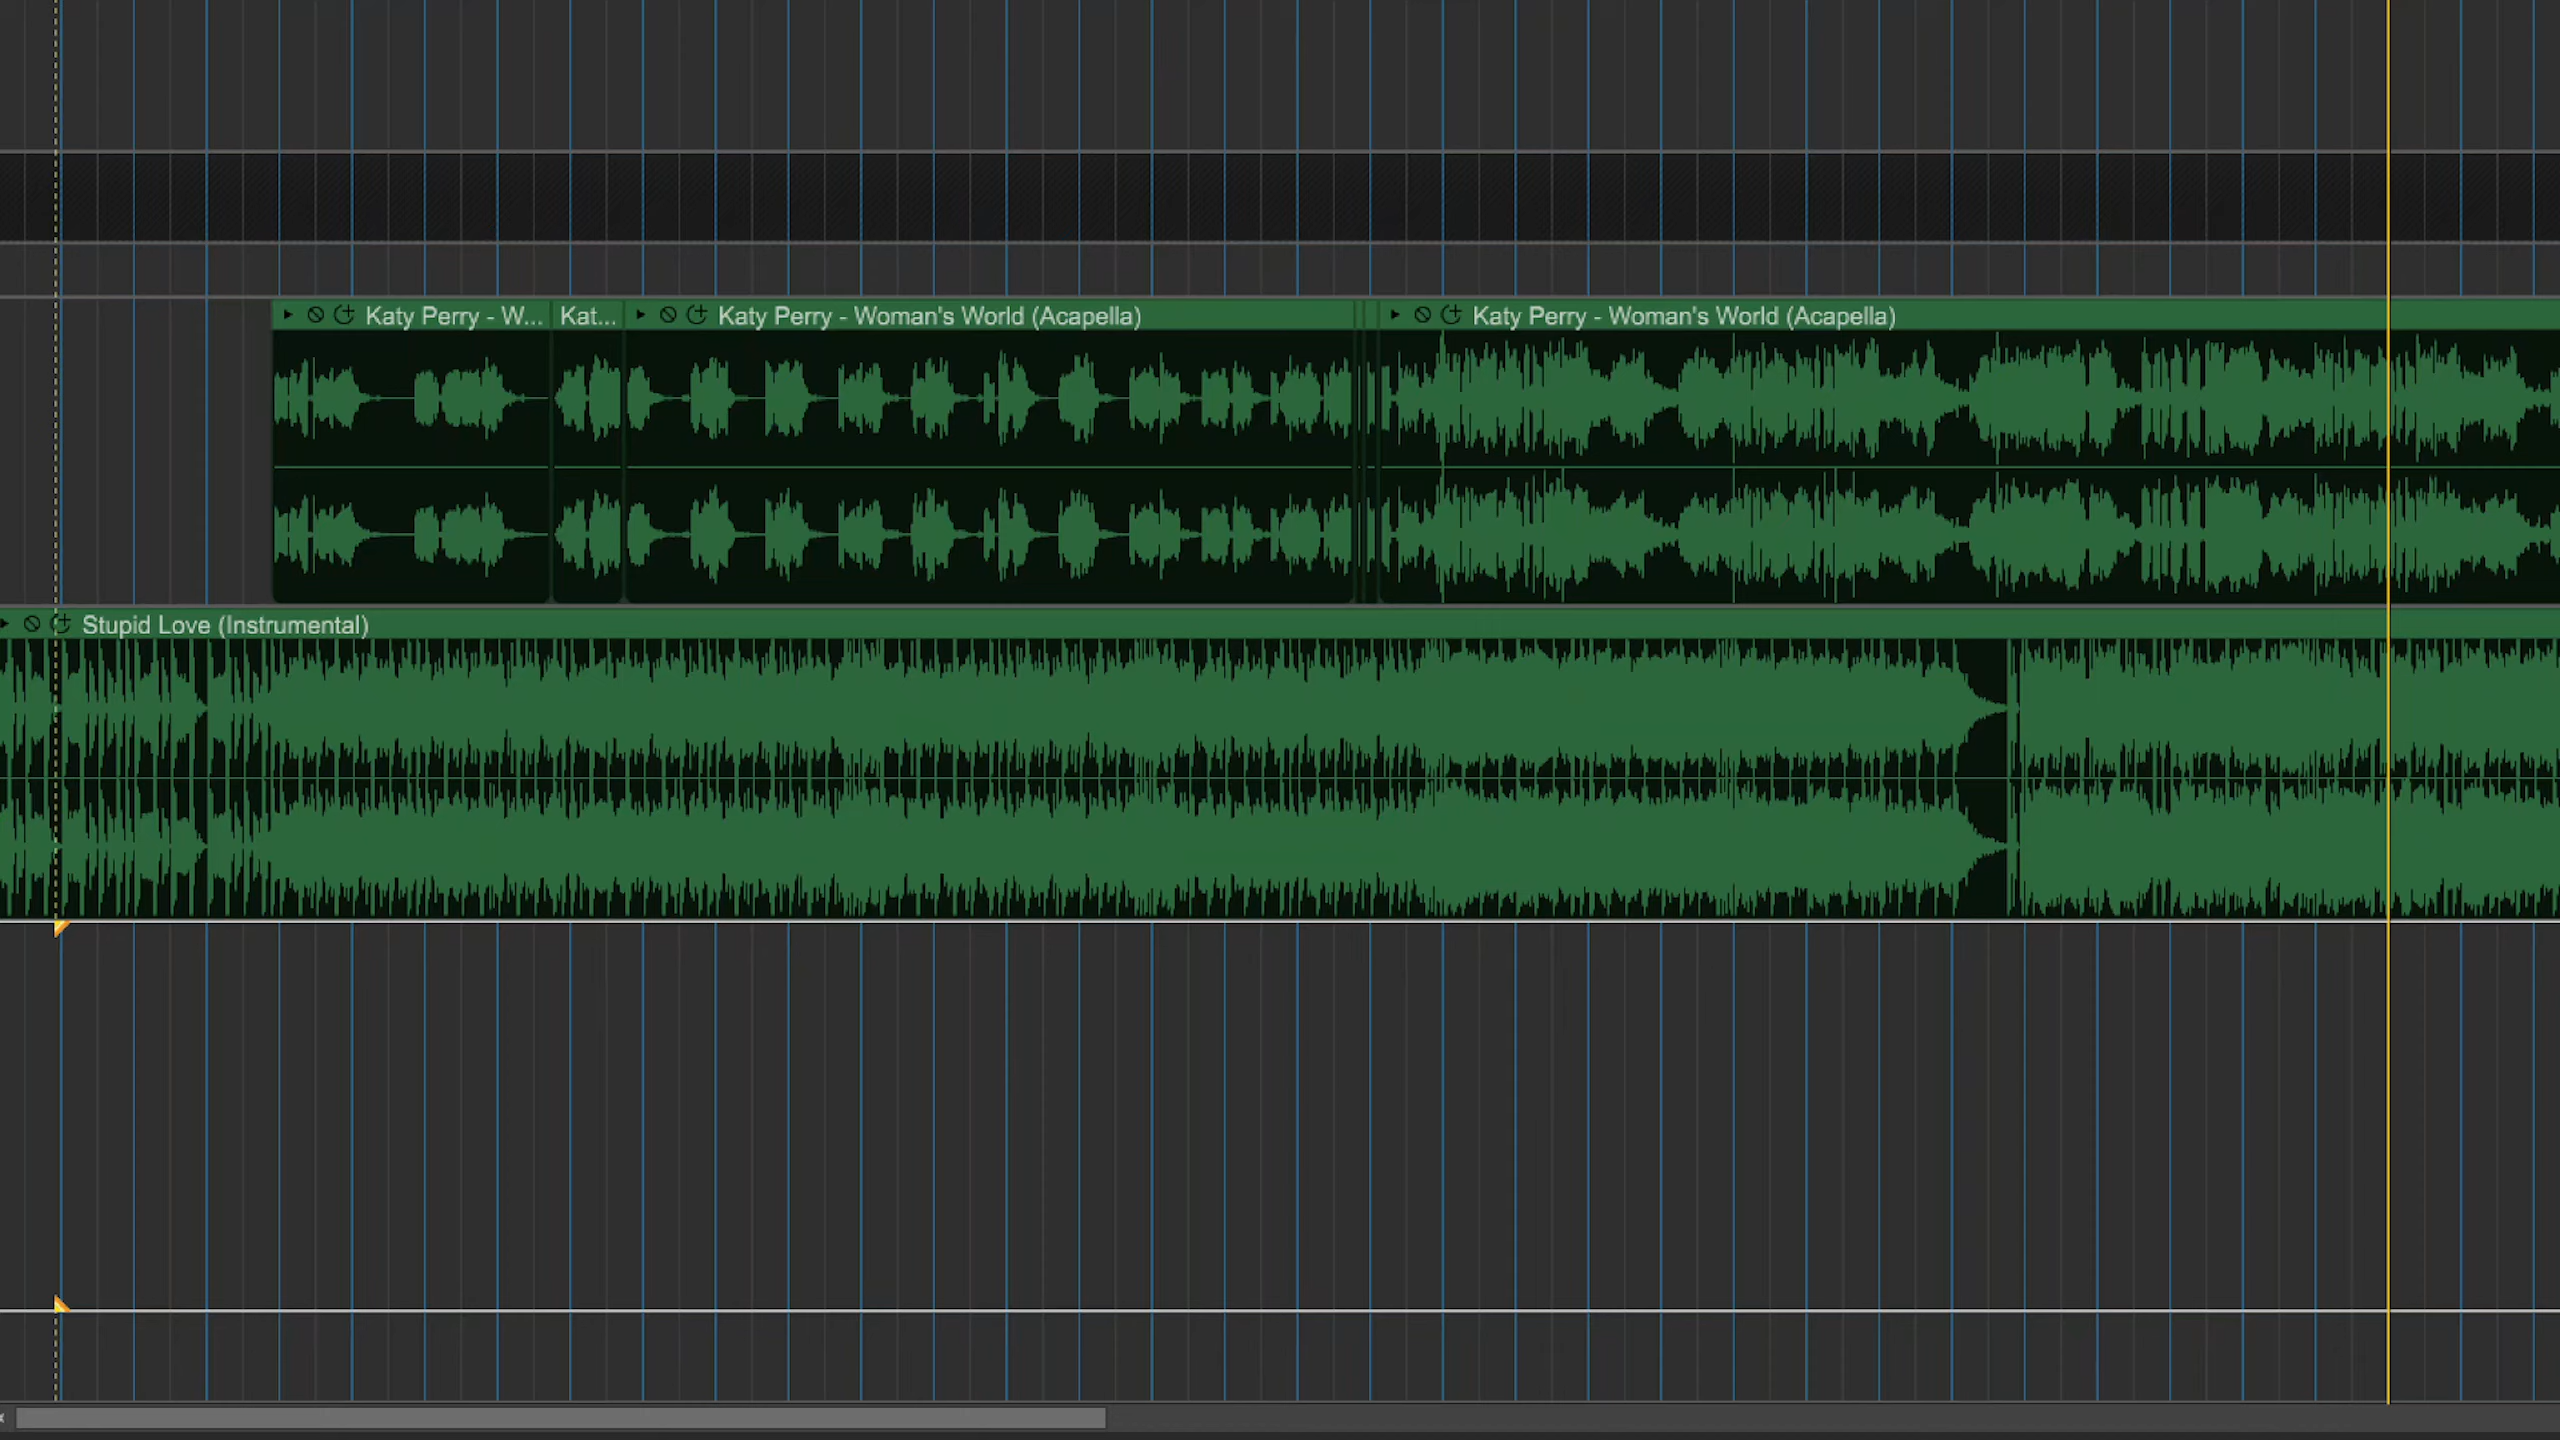 Katy Perry - W...
Kat...
Katy Perry - Woman's World (Acapella)
Katy Perry - Woman's World (Acapella)
Stupid Love (Instrumental)